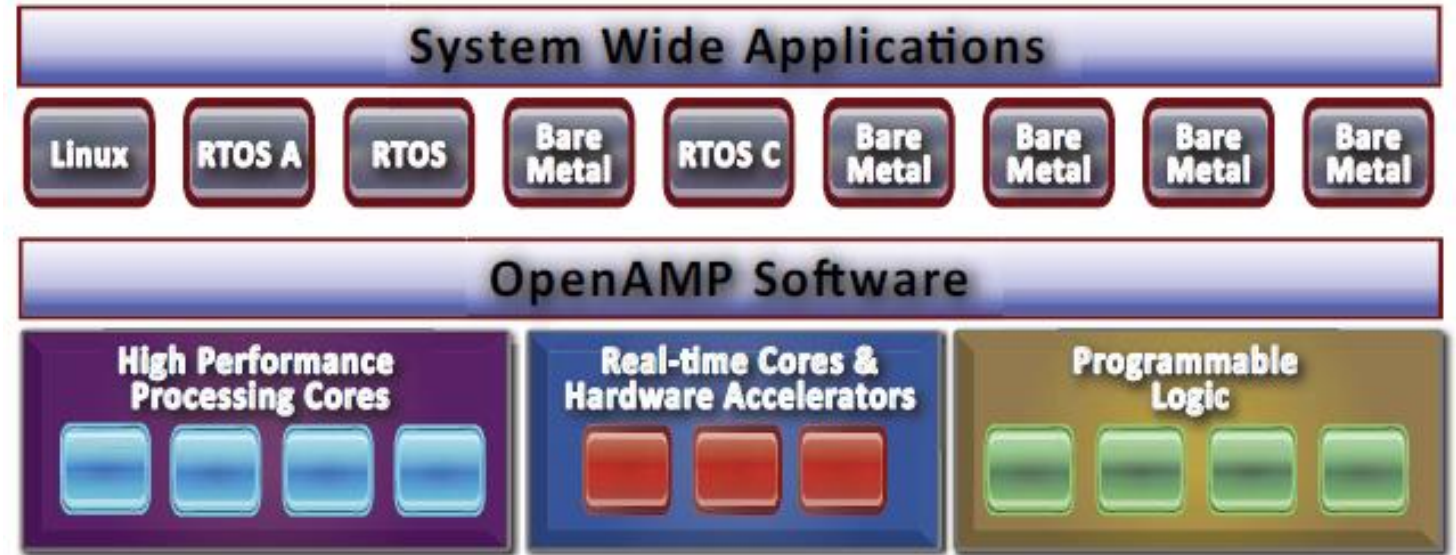 System Wide Applications
Linux
RTOS A
RTOS
Bare
Metal
RTOS C
Bare
Metal
Bare
Metal
Bare
Metal
Bare
Metal
OpenAMP Software
High Performance
Processing Cores
Real-time Cores &
Hardware Accelerators
Programmable
Logic